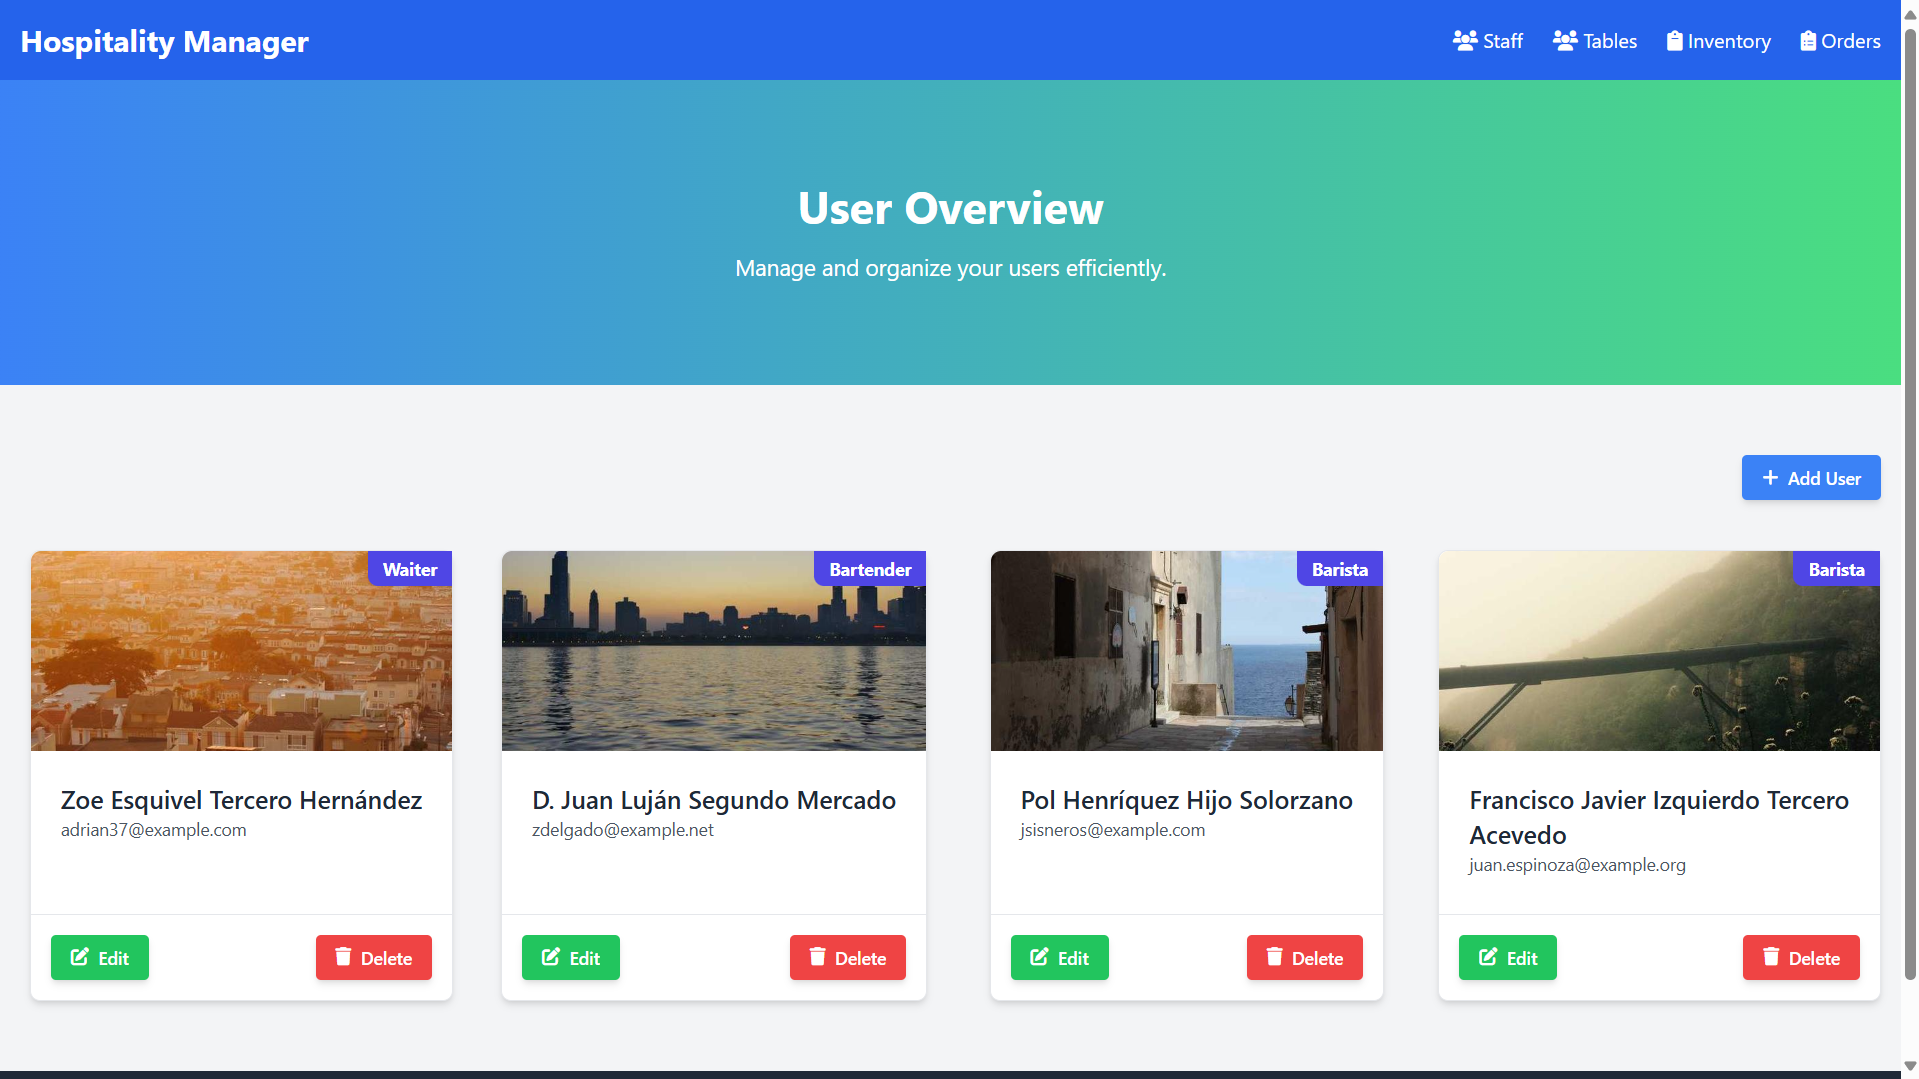 Hospitality Manager
Staff
Tables
Inventory
Orders
User Overview
Manage and organize your users efficiently.
Add User
Waiter
Zoe Esquivel Tercero Hernández
adrian37@example.com
Edit
Delete
Bartender
D. Juan Luján Segundo Mercado
zdelgado@example.net
Edit
Delete
Barista
Pol Henríquez Hijo Solorzano
jsisneros@example.com
Edit
Delete
Barista
Francisco Javier Izquierdo Tercero
Acevedo
juan.espinoza@example.org
Edit
Delete